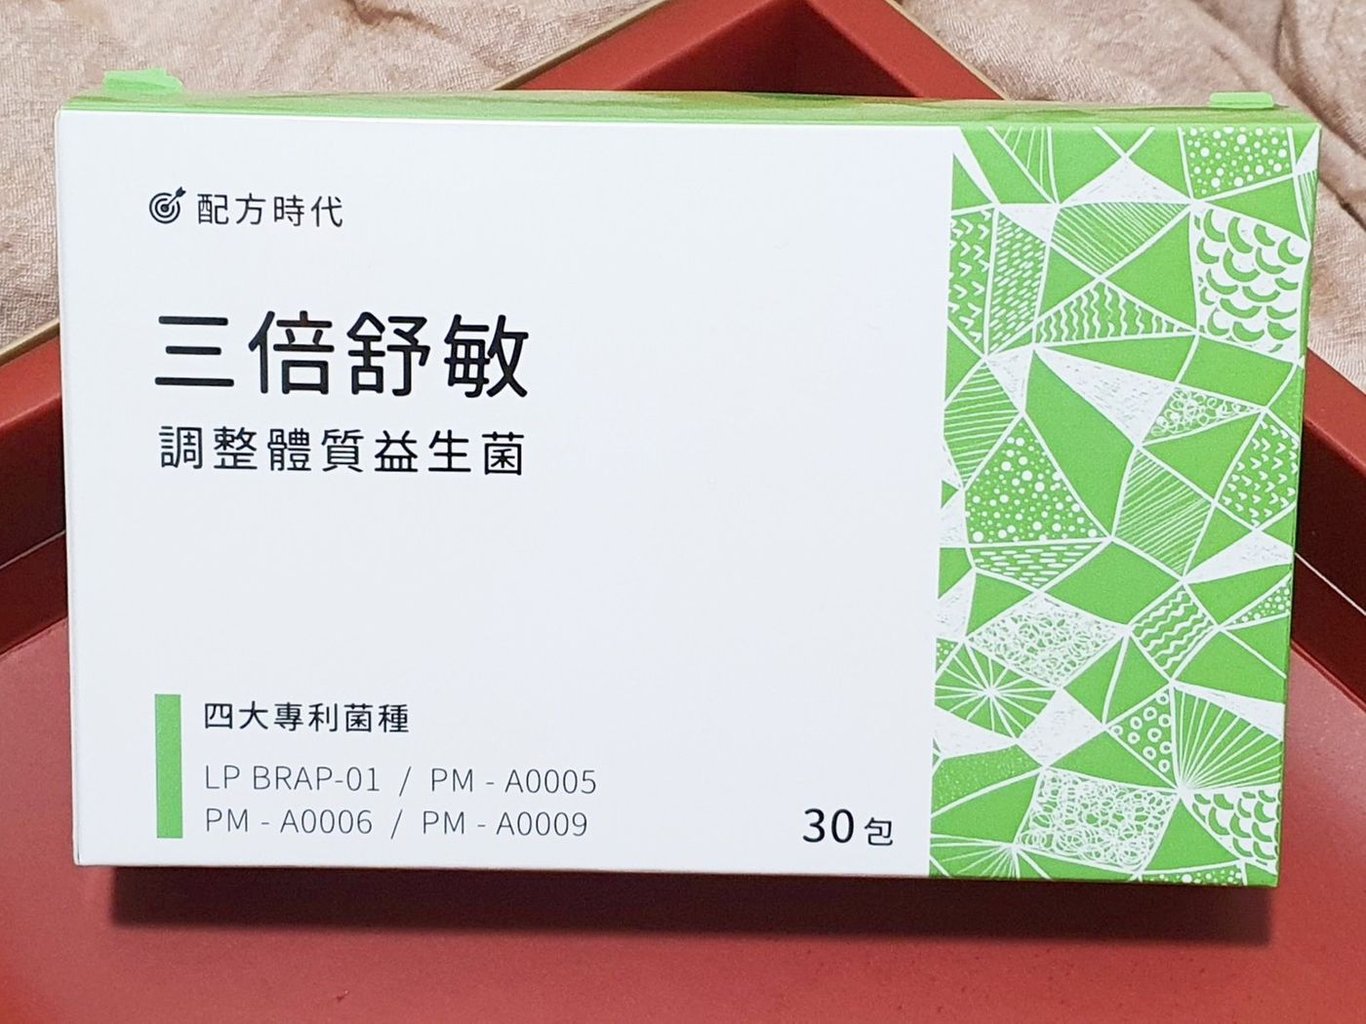 配方時代
三倍舒敏
調整體質益生菌
四大專利菌種
LP BRAP-01 / PM - A0005
PM - A0006 / PM - A0009
30包